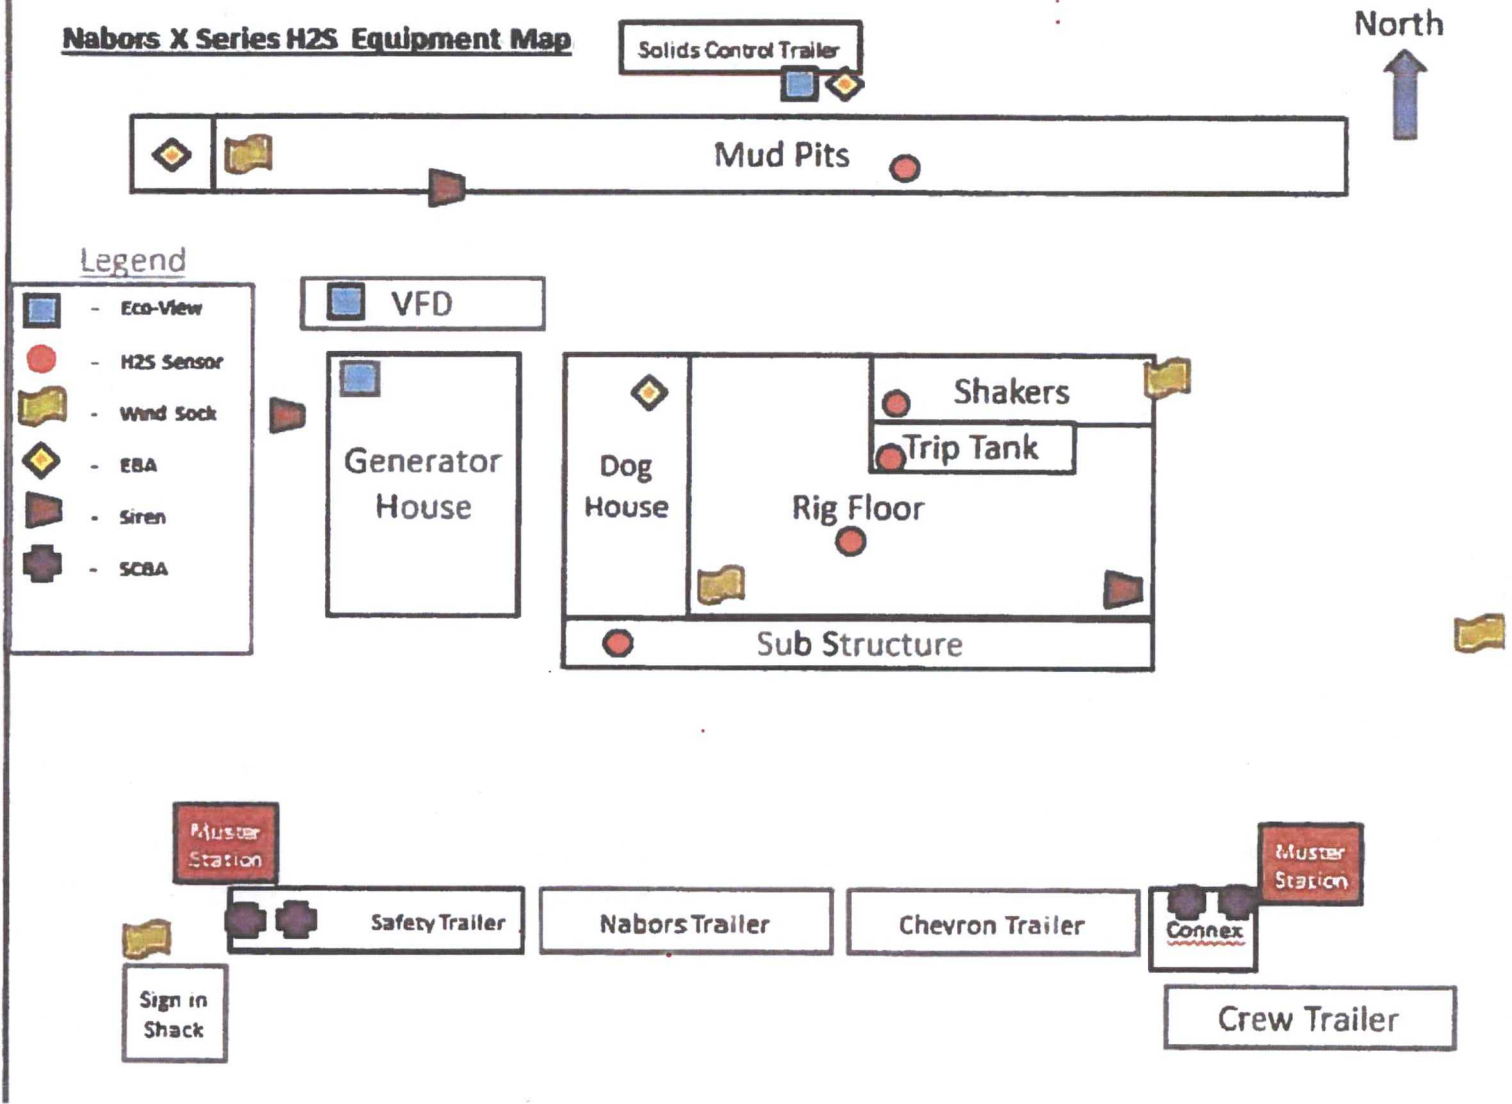 Nabors X Series H2S Equipment Map
Solids Control Trailer
North
Mud Pits
Legend
- Eco-View
- H2S Sensor
- Wind Sock
- EBA
- Siren
- SCBA
VFD
Generator
House
Dog
House
Shakers
Trip Tank
Rig Floor
Sub Structure
Muster
Station
Muster
Station
Safety Trailer
Nabors Trailer
Chevron Trailer
Connex
Sign in
Shack
Crew Trailer